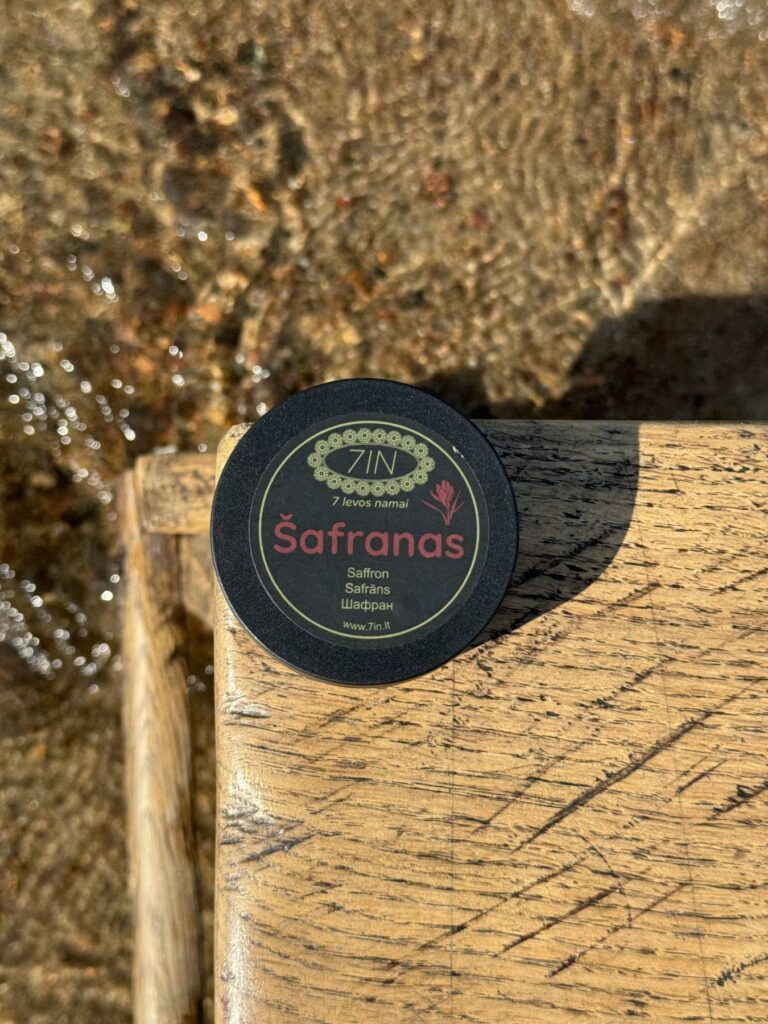 7IN
7 Ievos namai
Šafranas
Saffron
Safrāns
Шафран
www.7in.lt